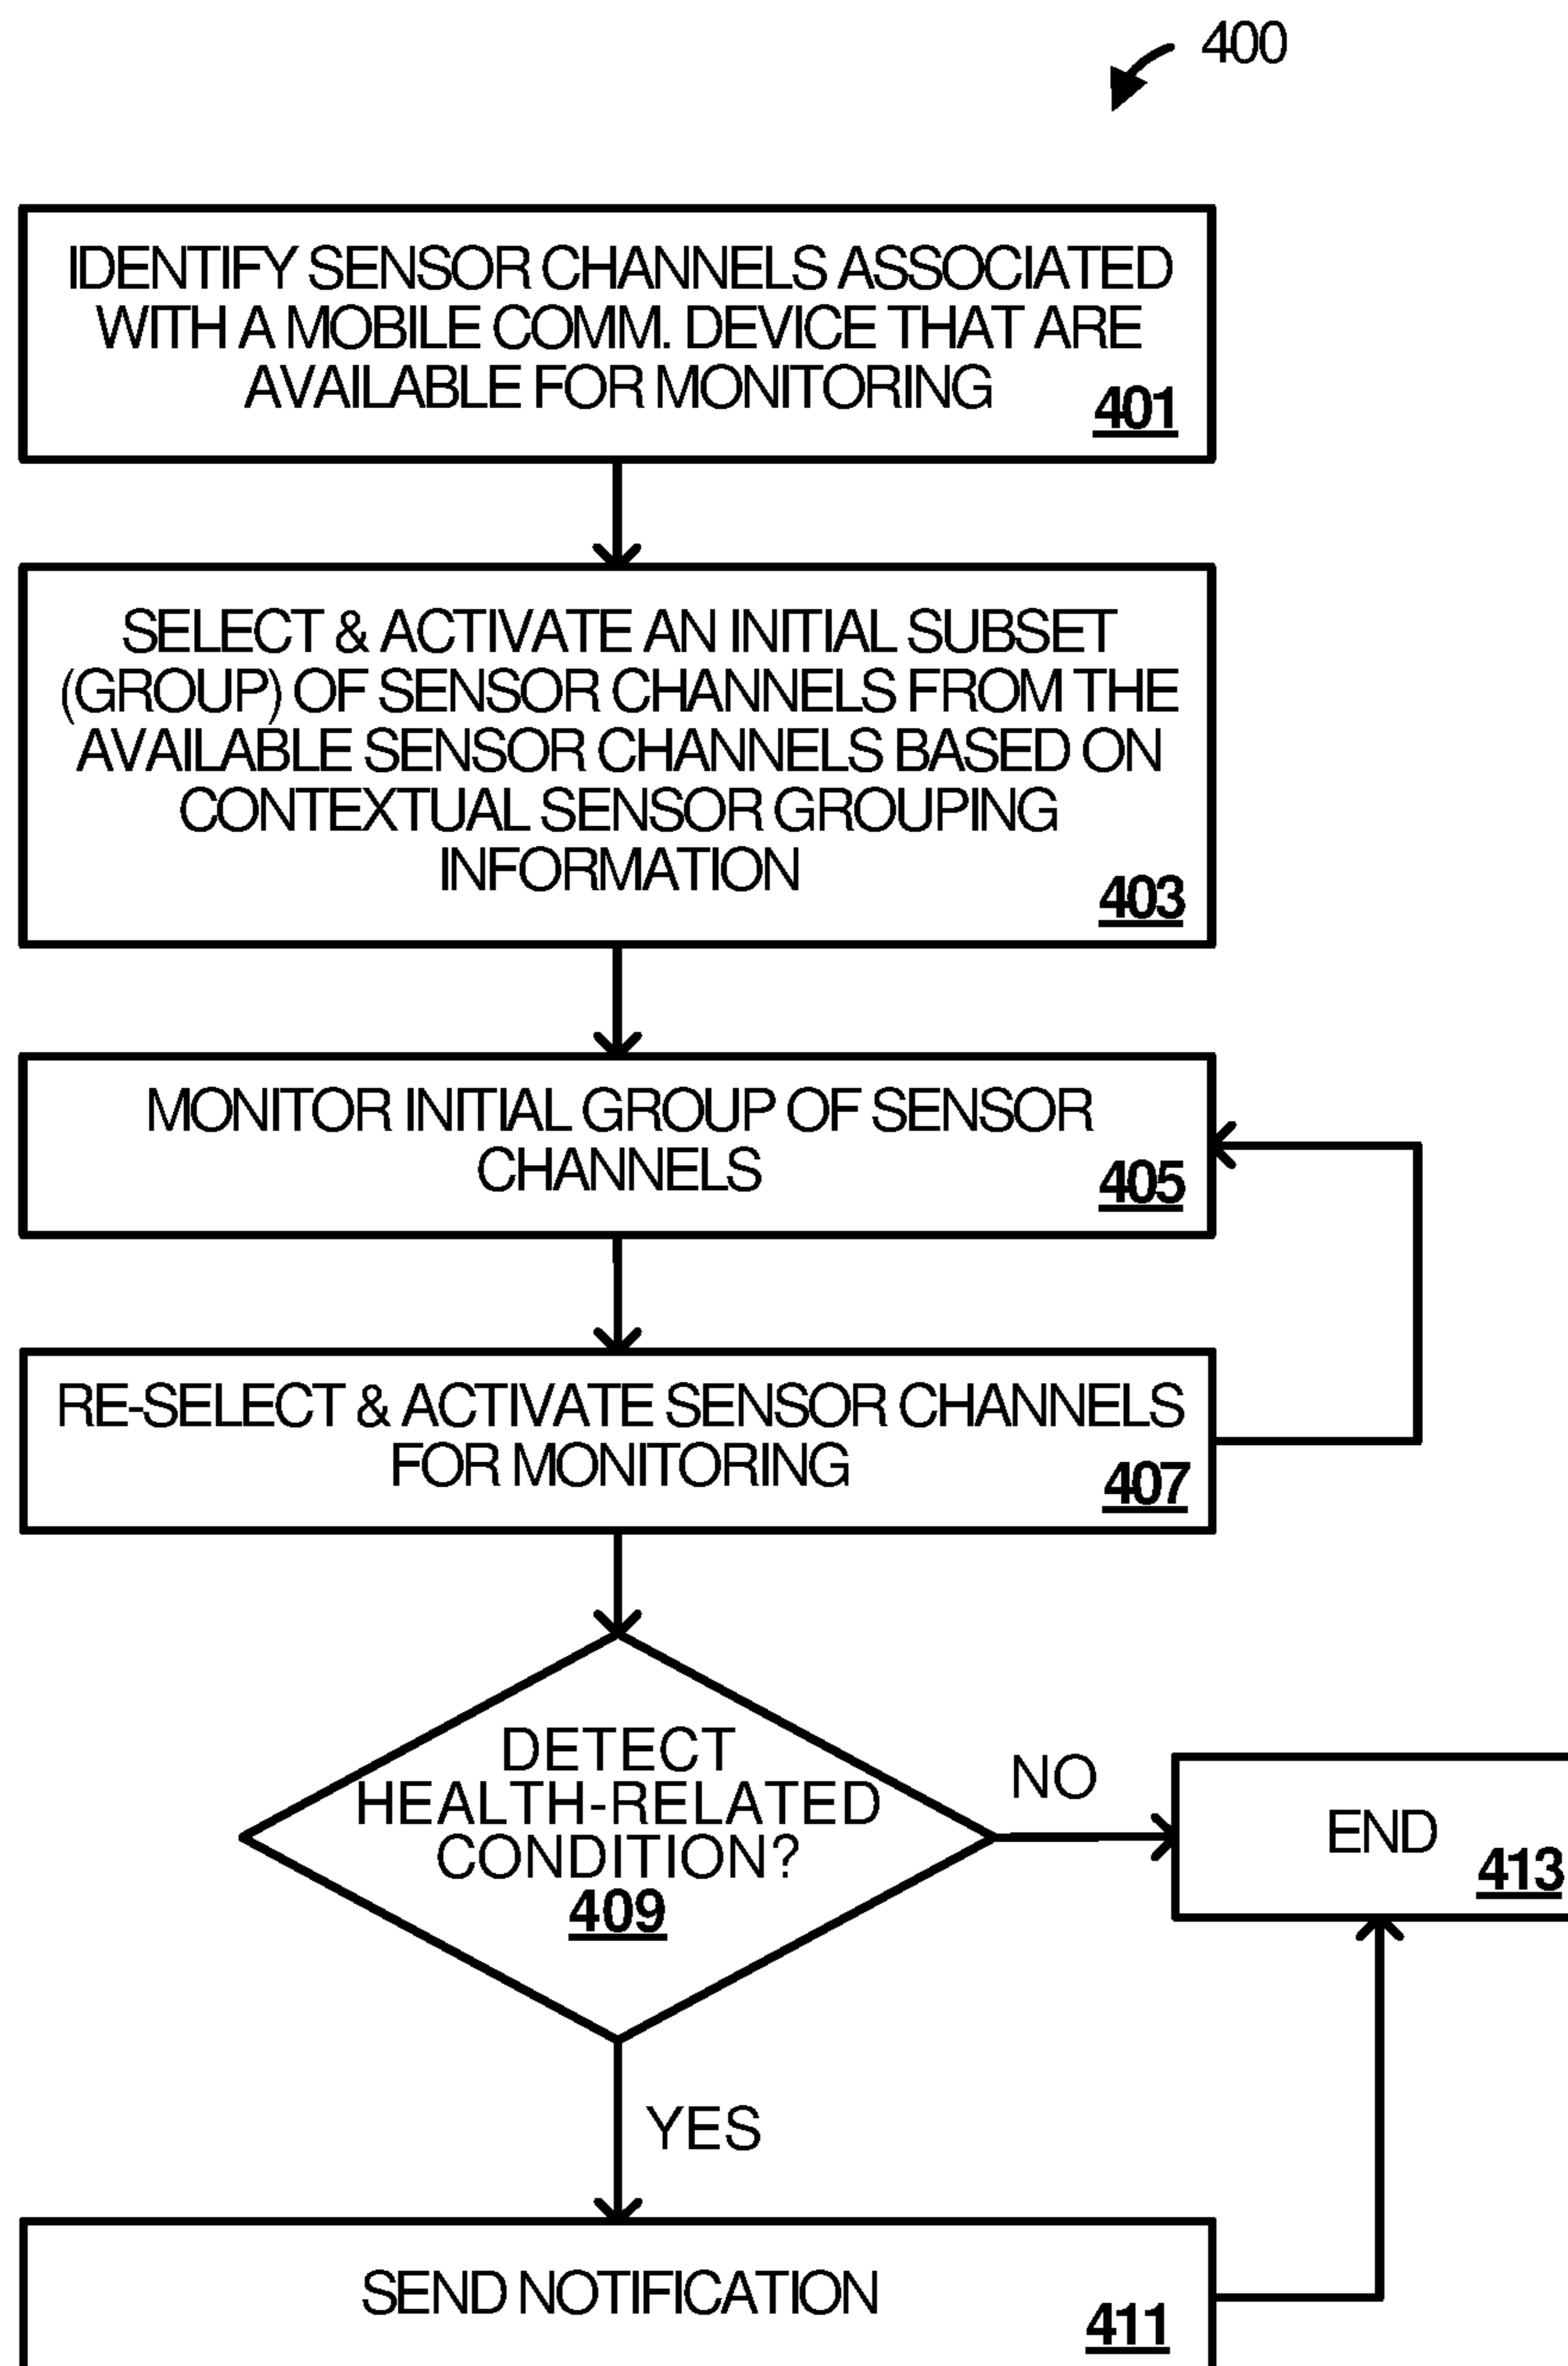 400
IDENTIFY SENSOR CHANNELS ASSOCIATED
WITH A MOBILE COMM. DEVICE THAT ARE
AVAILABLE FOR MONITORING
401
SELECT & ACTIVATE AN INITIAL SUBSET
(GROUP) OF SENSOR CHANNELS FROM THE
AVAILABLE SENSOR CHANNELS BASED ON
CONTEXTUAL SENSOR GROUPING
INFORMATION
403
MONITOR INITIAL GROUP OF SENSOR
CHANNELS
405
RE-SELECT & ACTIVATE SENSOR CHANNELS
FOR MONITORING
407
DETECT
HEALTH-RELATED
CONDITION?
409
NO
END
413
YES
SEND NOTIFICATION
411